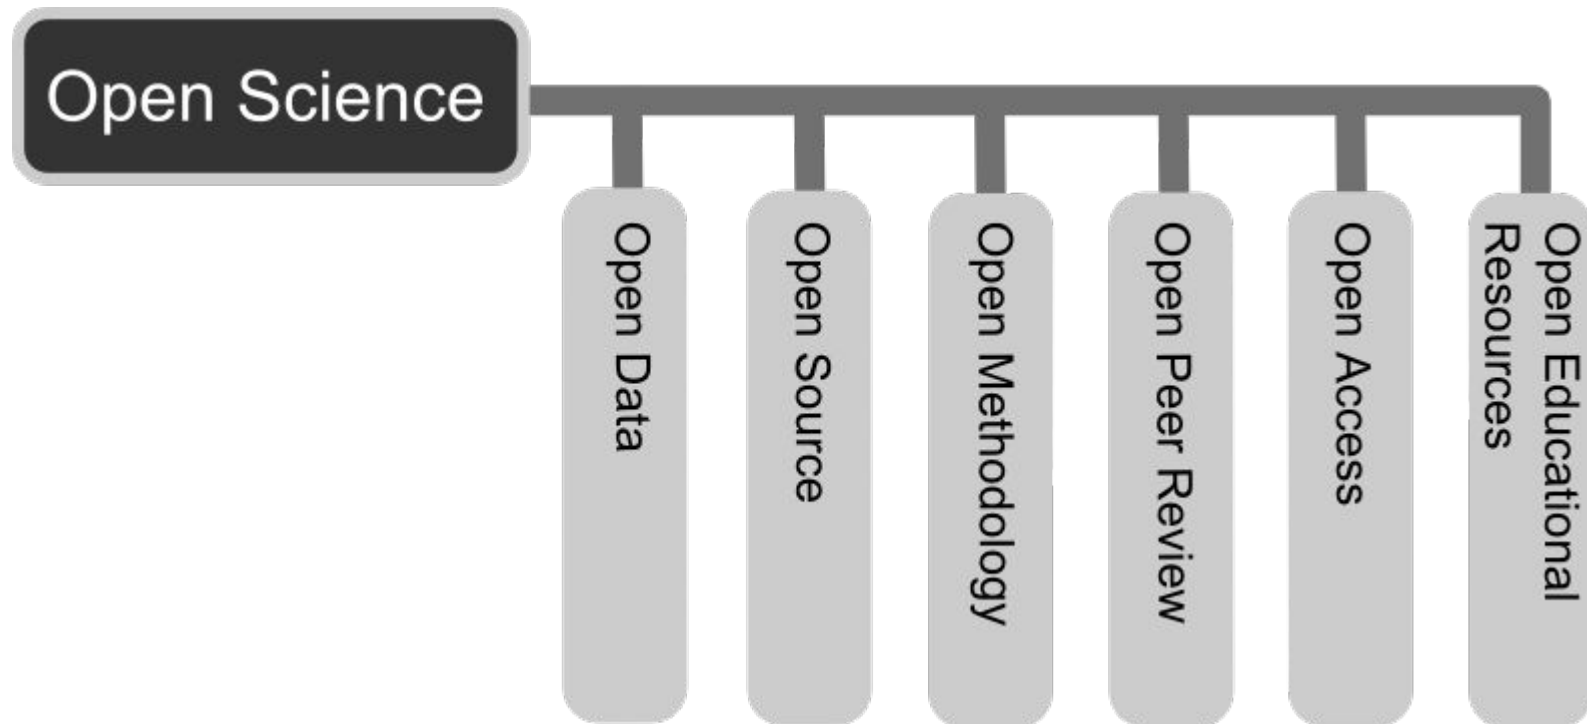 Open Science
Open Data
Open Source
Open Methodology
Open Peer Review
Open Access
Open Educational
Resources